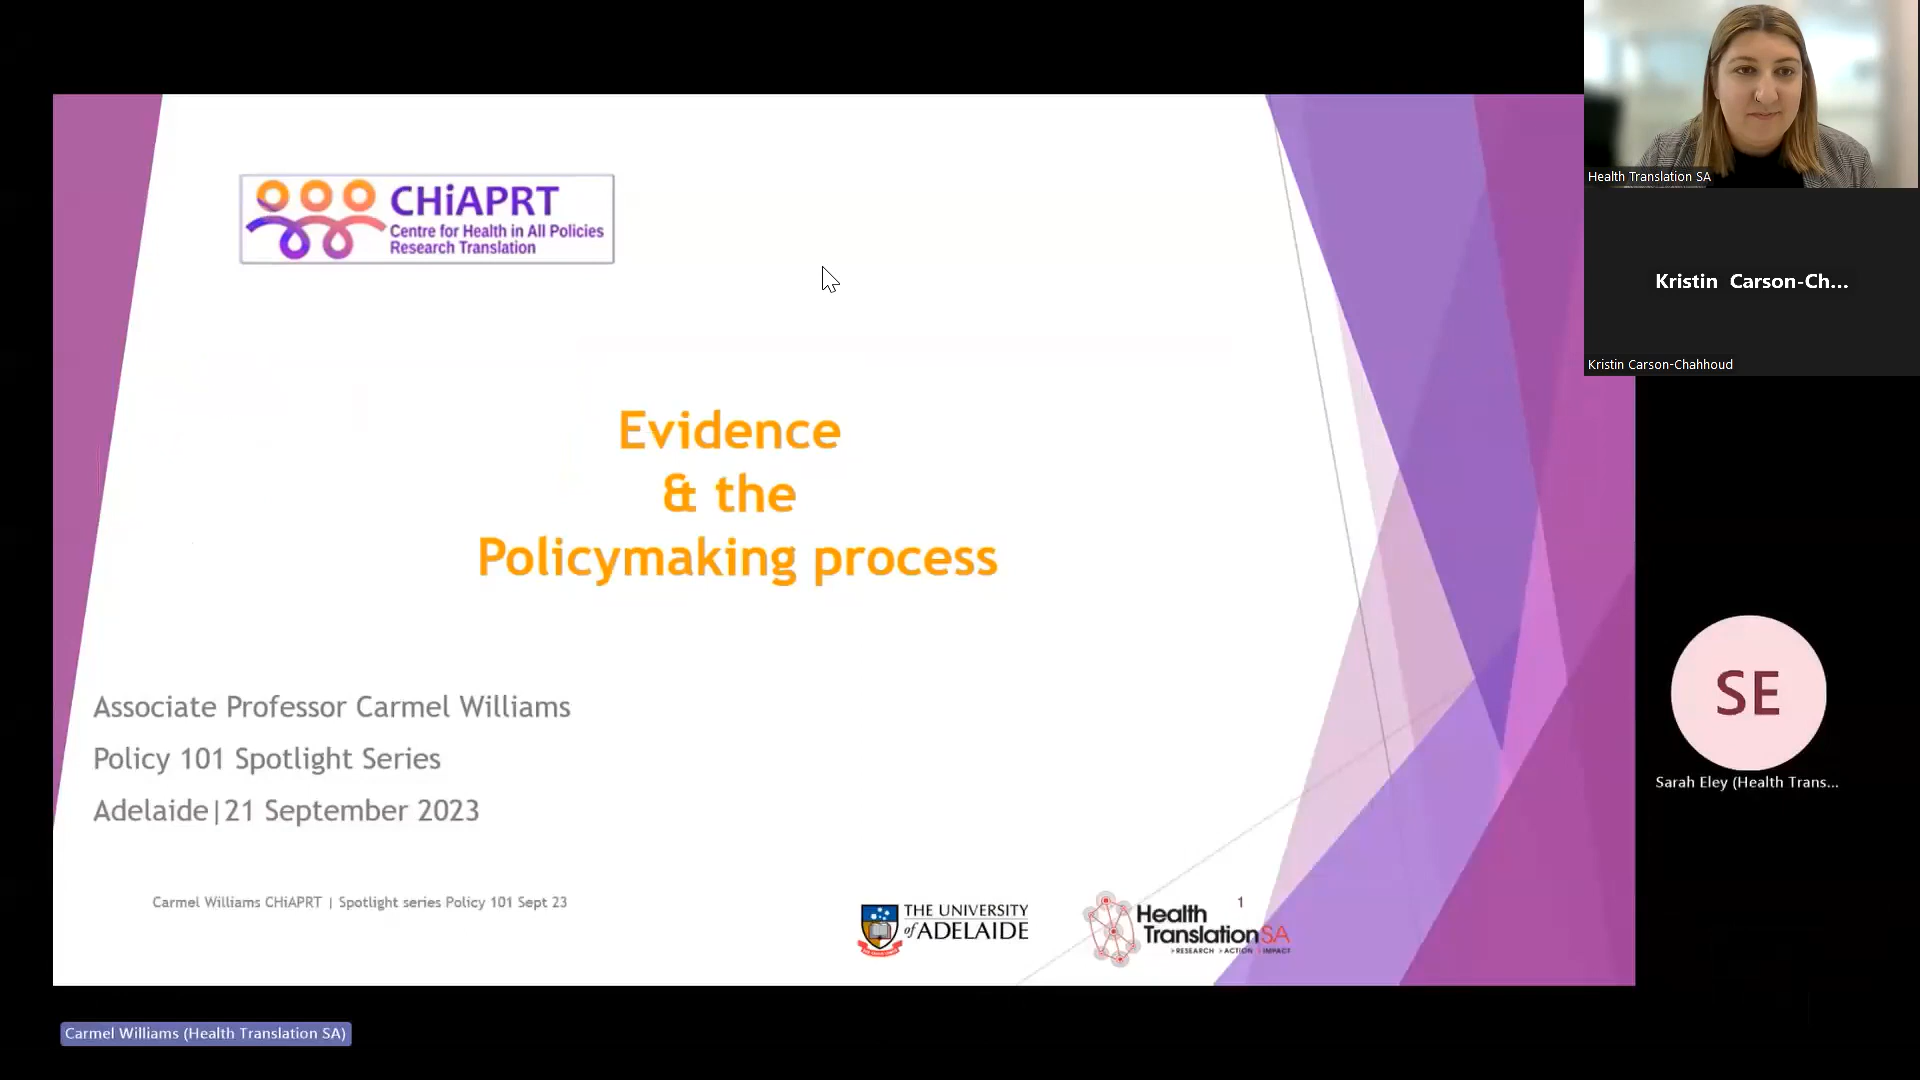 CHiAPRT
Centre for Health in All Policies
Research Translation
Evidence
& the
Policymaking process
Associate Professor Carmel Williams
Policy 101 Spotlight Series
Adelaide|21 September 2023
Carmel Williams CHiAPRT | Spotlight series Policy 101 Sept 23
THE UNIVERSITY
of ADELAIDE
Health
TranslationSA
>RESEARCH >ACTION >IMPACT
1
Health Translation SA
Kristin Carson-Ch...
Kristin Carson-Chahhoud
SE
Sarah Eley (Health Trans...
Carmel Williams (Health Translation SA)